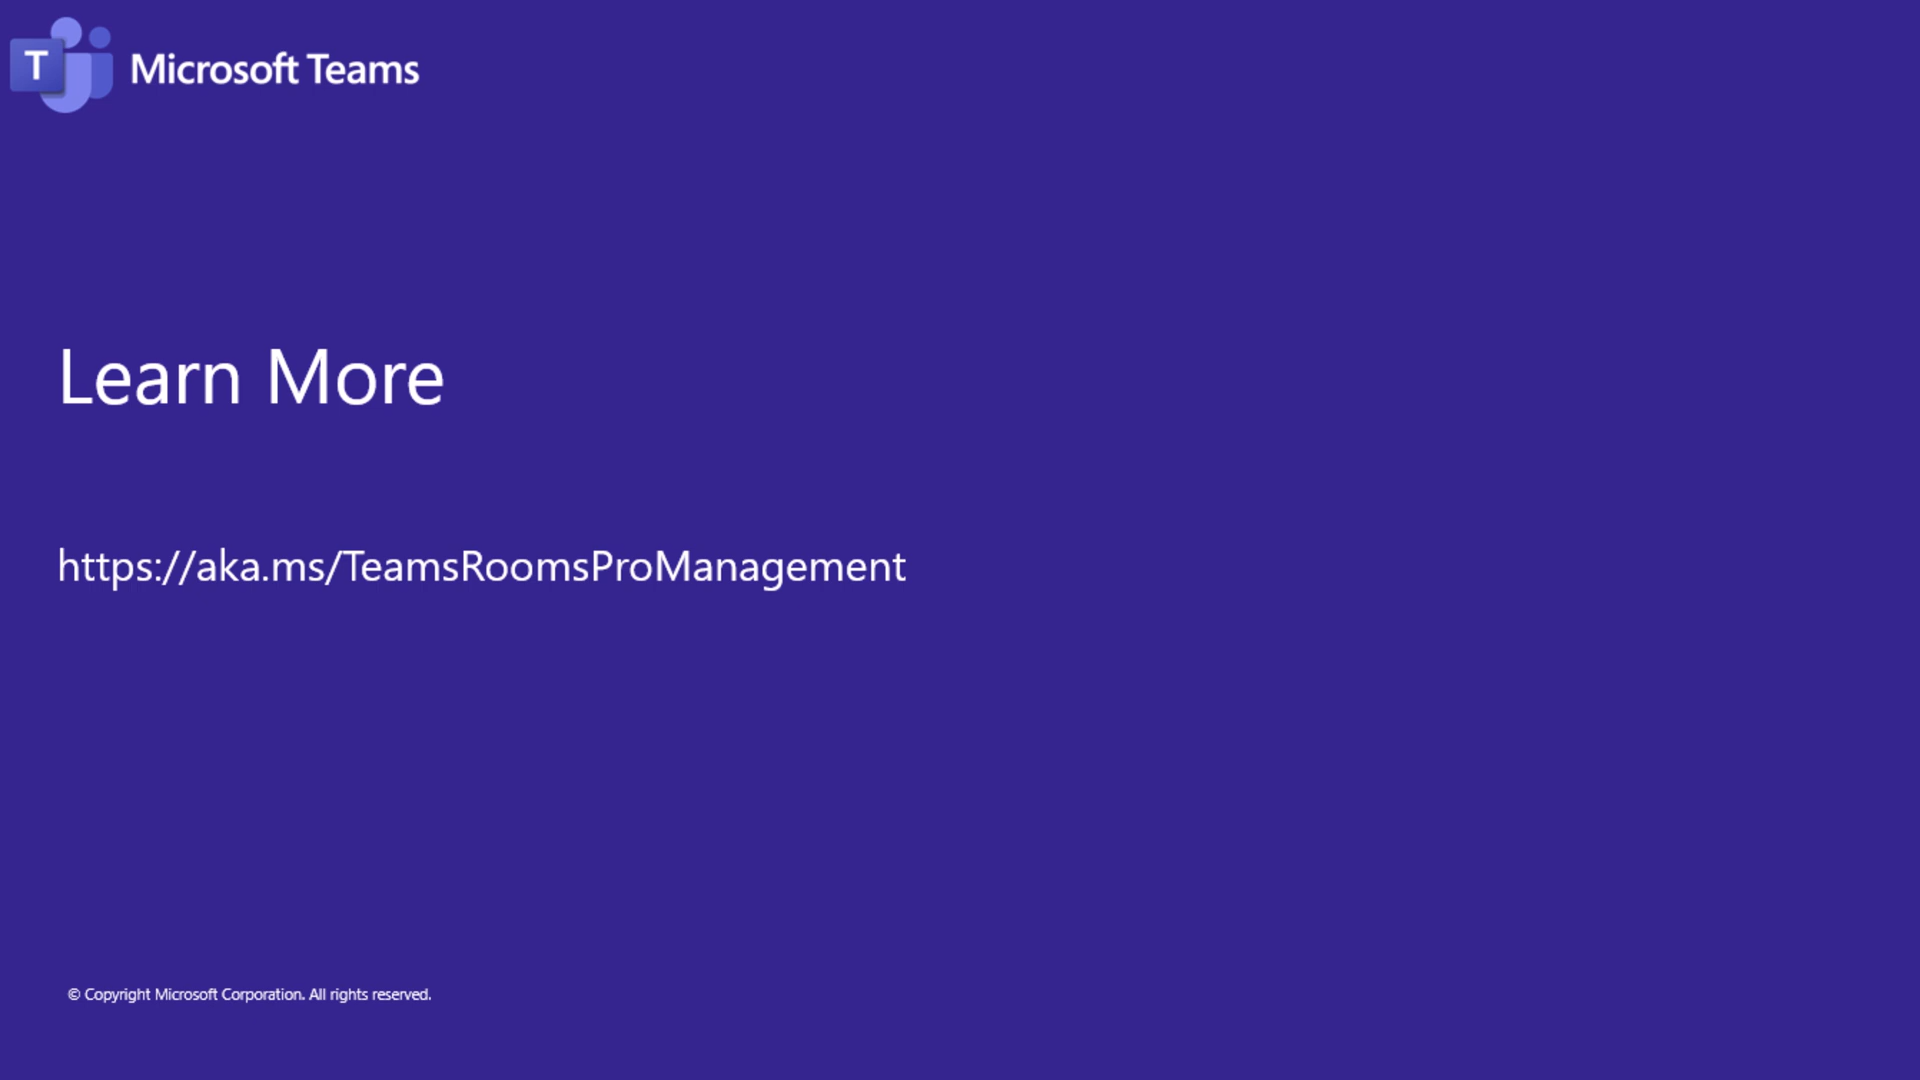 T
Microsoft Teams
Learn More
https://aka.ms/TeamsRoomsProManagement
© Copyright Microsoft Corporation. All rights reserved.